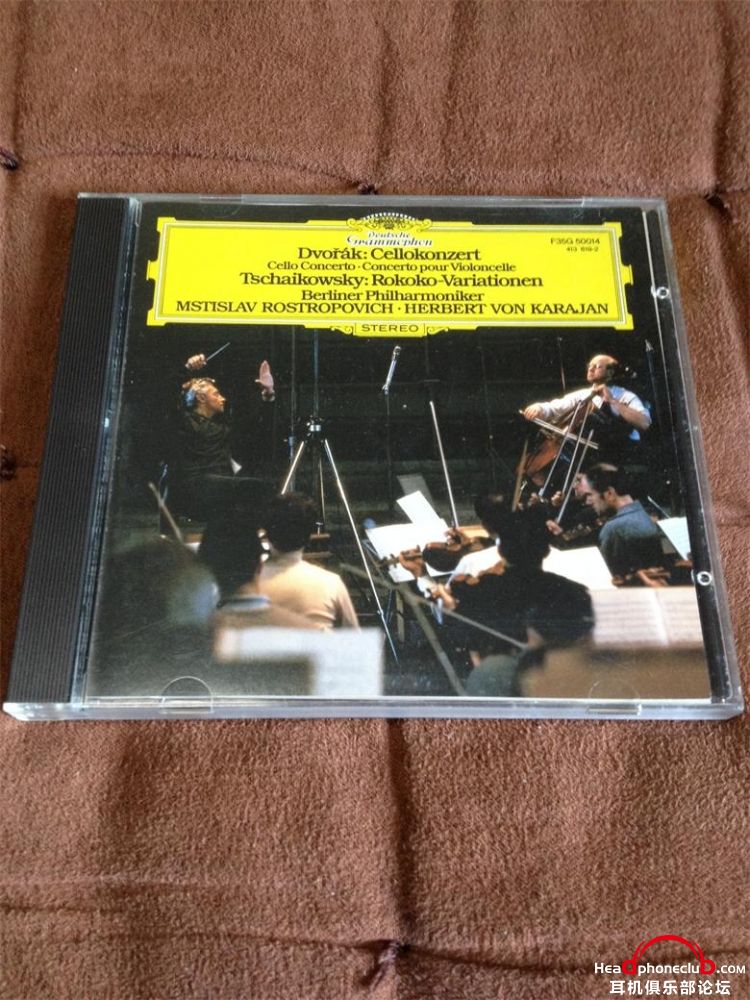 Deutsche
Grammophon
Dvořák: Cellokonzert
F35G 50014
413 819-2
Cello Concerto · Concerto pour Violoncelle
Tschaikowsky: Rokoko-Variationen
Berliner Philharmoniker
MSTISLAV ROSTROPOVICH · HERBERT VON KARAJAN
STEREO
Headphoneclub.com
耳机俱乐部论坛